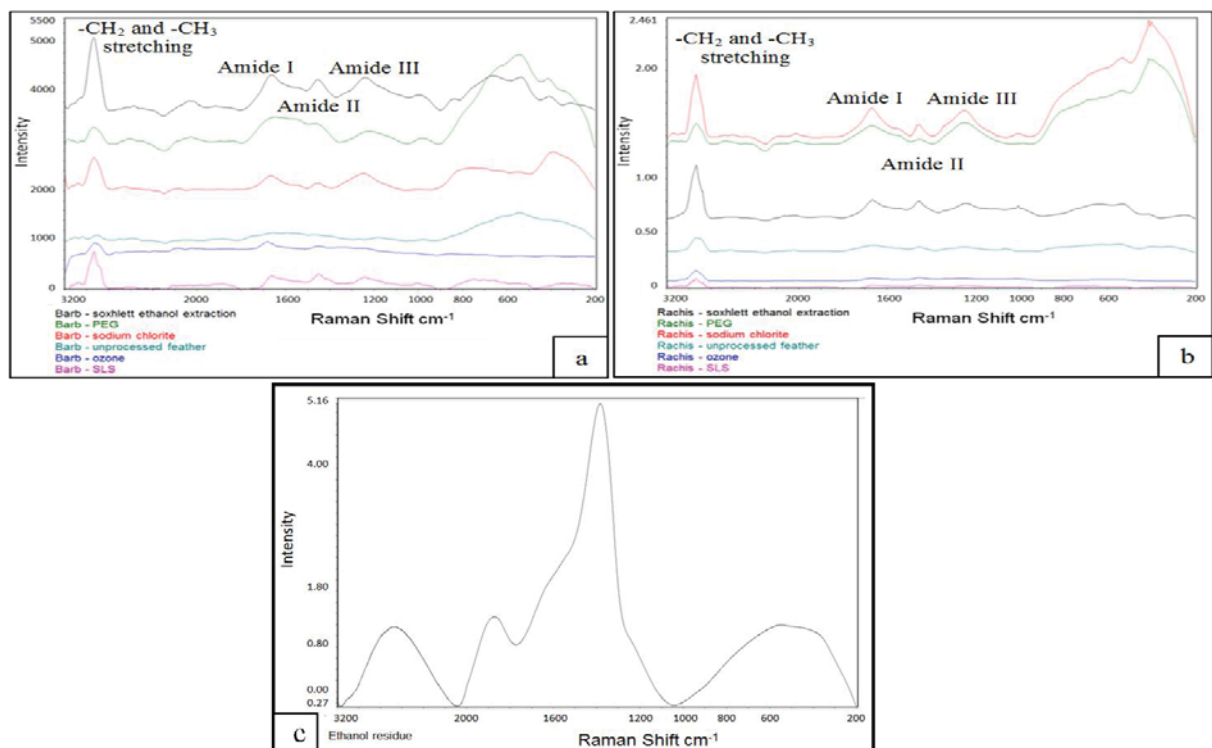 5500
5000
4000
2000
1000
0
Intensity
-CH₂ and -CH₃
stretching
Amide I
Amide III
Amide II
3200
2000
1600
1200
1000
800
600
200
Raman Shift cm⁻¹
Barb - soxhlett ethanol extraction
Barb - PEG
Barb - sodium chlorite
Barb - unprocessed feather
Barb - ozone
Barb - SLS
a
2.461
2.00
1.00
0.50
0
Intensity
-CH₂ and -CH₃
stretching
Amide I
Amide III
Amide II
3200
2000
1600
1200
1000
800
600
200
Raman Shift cm⁻¹
Rachis - soxhlett ethanol extraction
Rachis - PEG
Rachis - sodium chlorite
Rachis - unprocessed feather
Rachis - ozone
Rachis - SLS
b
5.16
4.00
1.80
0.80
0.00
0.27
Intensity
3200
2000
1600
1200
1000
600
200
Raman Shift cm⁻¹
Ethanol residue
c